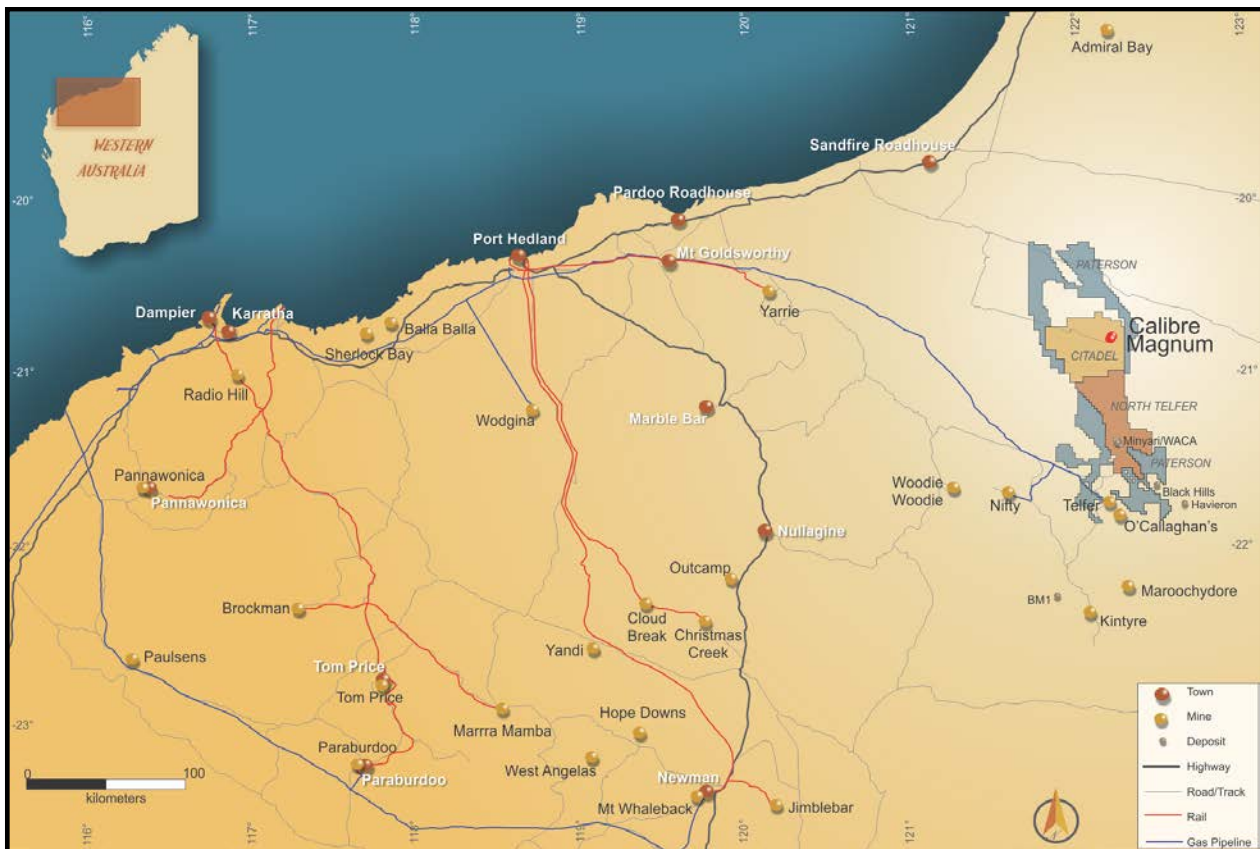 116°
117°
118°
119°
120°
121°
122°
123°
Admiral Bay
WESTERN
AUSTRALIA
Sandfire Roadhouse
-20°
-20°
Pardoo Roadhouse
Port Hedland
Mt Goldsworthy
PATERSON
Dampier
Karratha
Yarrie
Balla Balla
Sherlock Bay
Calibre
Magnum
CITADEL
-21°
-21°
Radio Hill
Wodgina
Marble Bar
NORTH TELFER
Minyari/WACA
PATERSON
Pannawonica
Pannawonica
Woodie
Woodie
Nifty
Telfer
Black Hills
Havieron
O'Callaghan's
Nullagine
-22°
-22°
Outcamp
Maroochydore
BM1
Kintyre
Brockman
Cloud
Break
Christmas
Creek
Yandi
Paulsens
Tom Price
Tom Price
Marrra Mamba
Hope Downs
-23°
-23°
Paraburdoo
Paraburdoo
West Angelas
Newman
Mt Whaleback
Jimblebar
0
100
kilometers
Town
Mine
Deposit
Highway
Road/Track
Rail
Gas Pipeline
116°
117°
118°
119°
120°
121°